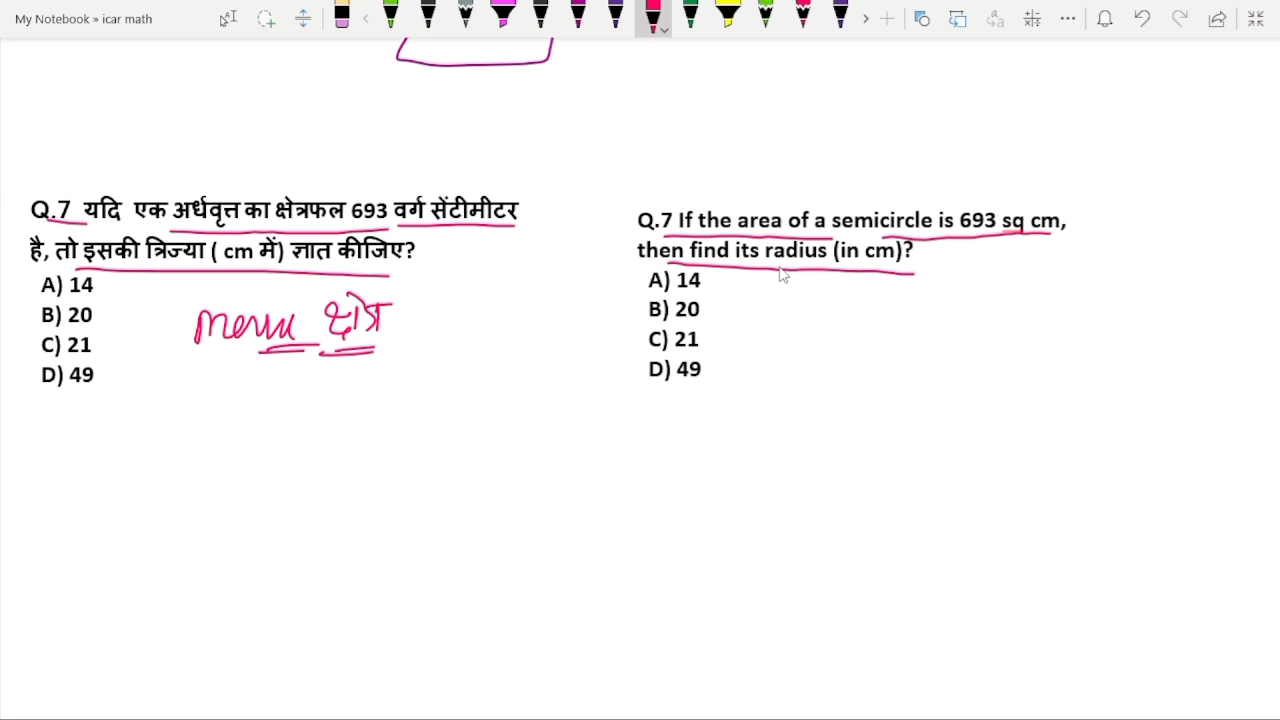 My Notebook » icar math
Q.7 यदि एक अर्धवृत्त का क्षेत्रफल 693 वर्ग सेंटीमीटर
है, तो इसकी त्रिज्या ( cm में) ज्ञात कीजिए?
A) 14
B) 20
C) 21
D) 49
क्षेत्र
Q.7 If the area of a semicircle is 693 sq cm,
then find its radius (in cm)?
A) 14
B) 20
C) 21
D) 49